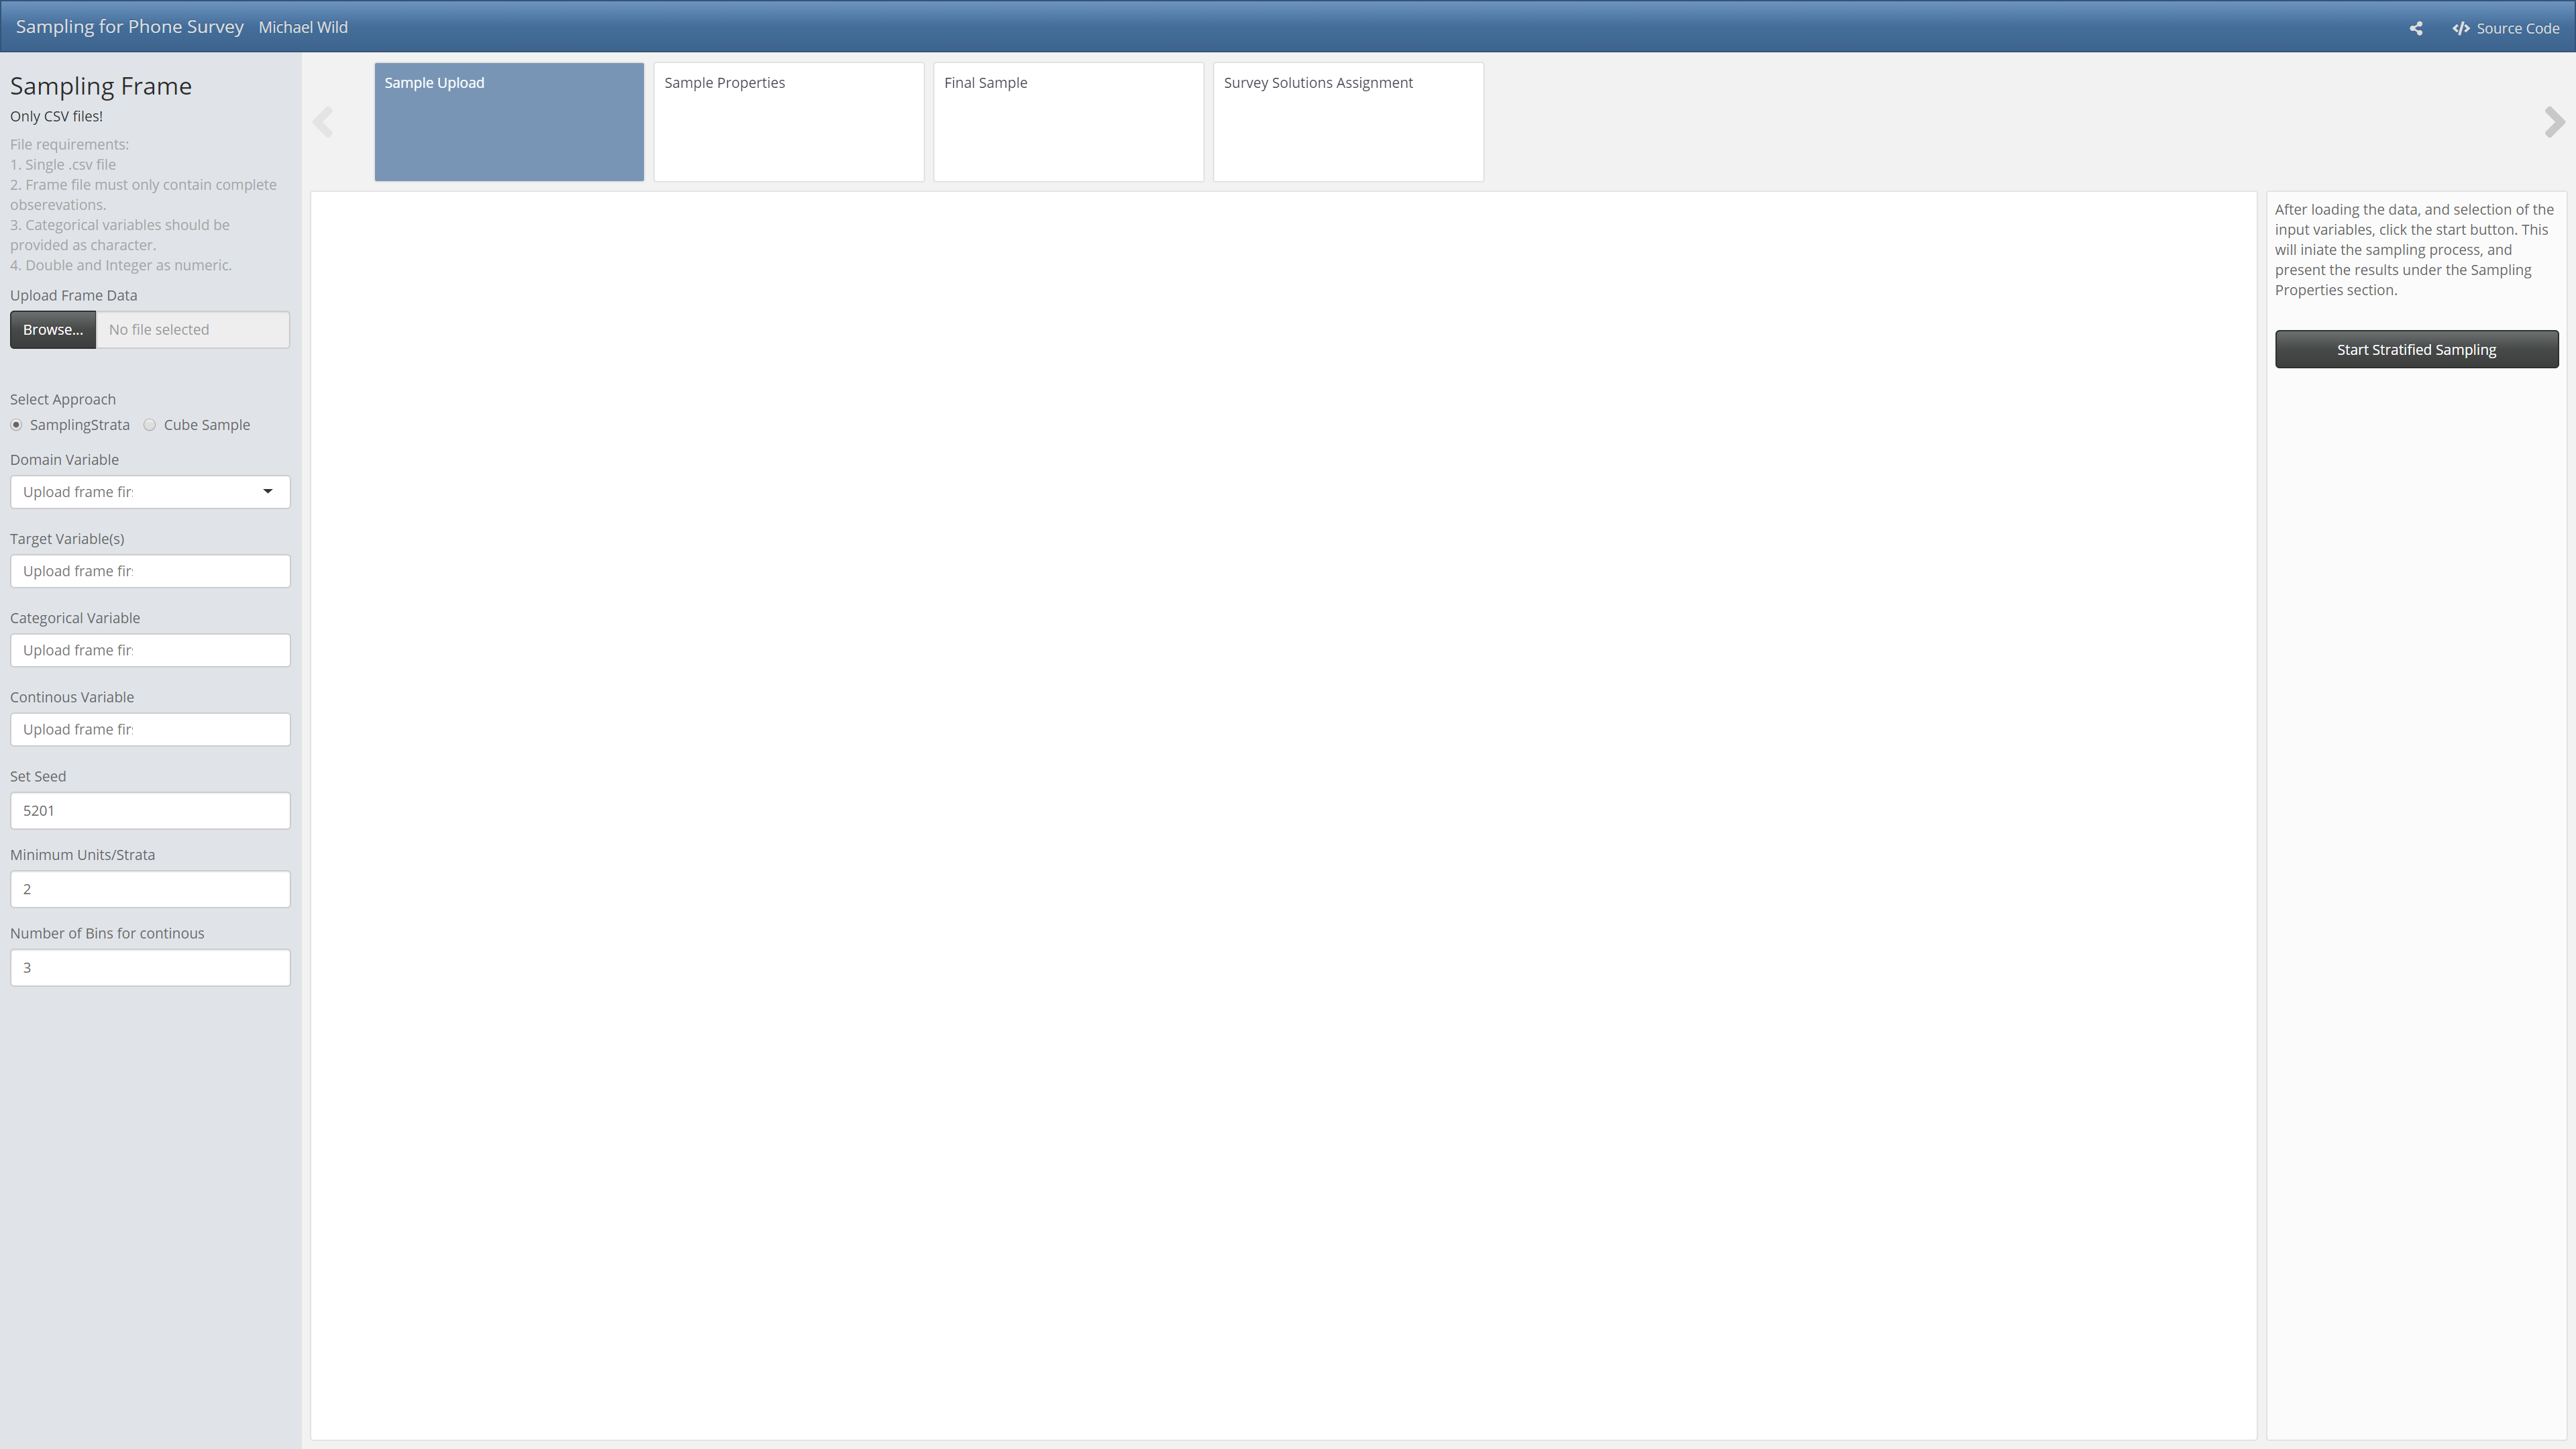 Sampling for Phone Survey
Michael Wild
Source Code
Sampling Frame
Only CSV files!
File requirements:
1. Single .csv file
2. Frame file must only contain complete
obserevations.
3. Categorical variables should be
provided as character.
4. Double and Integer as numeric.
Upload Frame Data
Browse...
No file selected
Select Approach
SamplingStrata
Cube Sample
Domain Variable
Upload frame fir
Target Variable(s)
Upload frame fir
Categorical Variable
Upload frame fir
Continous Variable
Upload frame fir
Set Seed
5201
Minimum Units/Strata
2
Number of Bins for continous
3
Sample Upload
Sample Properties
Final Sample
Survey Solutions Assignment
After loading the data, and selection of the
input variables, click the start button. This
will iniate the sampling process, and
present the results under the Sampling
Properties section.
Start Stratified Sampling